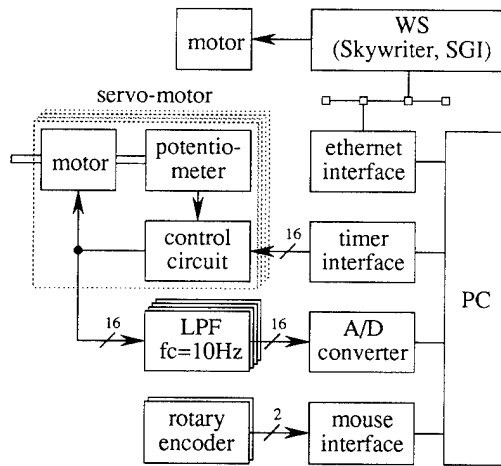 motor
WS
(Skywriter, SGI)
servo-motor
motor
potentio-
meter
ethernet
interface
control
circuit
16
timer
interface
PC
16
LPF
fc=10Hz
16
A/D
converter
rotary
encoder
2
mouse
interface